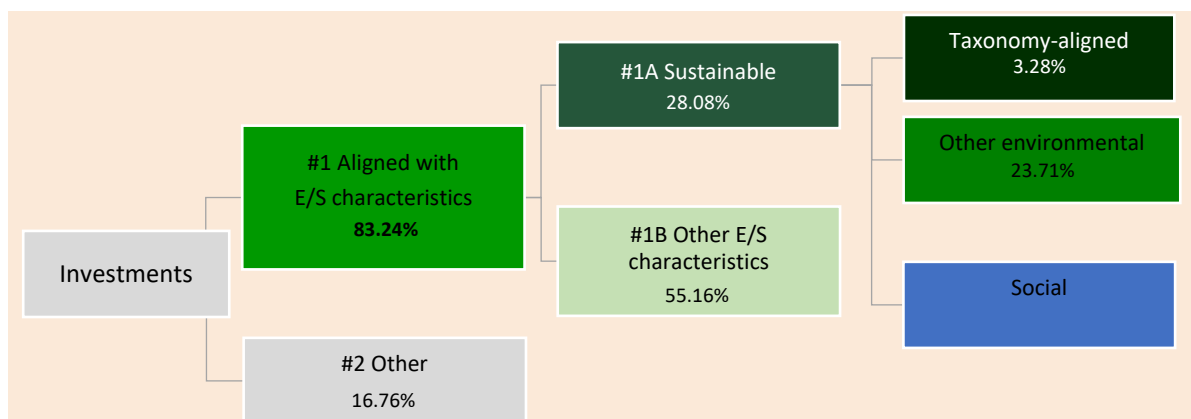 Investments
#1 Aligned with
E/S characteristics
83.24%
#2 Other
16.76%
#1A Sustainable
28.08%
#1B Other E/S
characteristics
55.16%
Taxonomy-aligned
3.28%
Other environmental
23.71%
Social